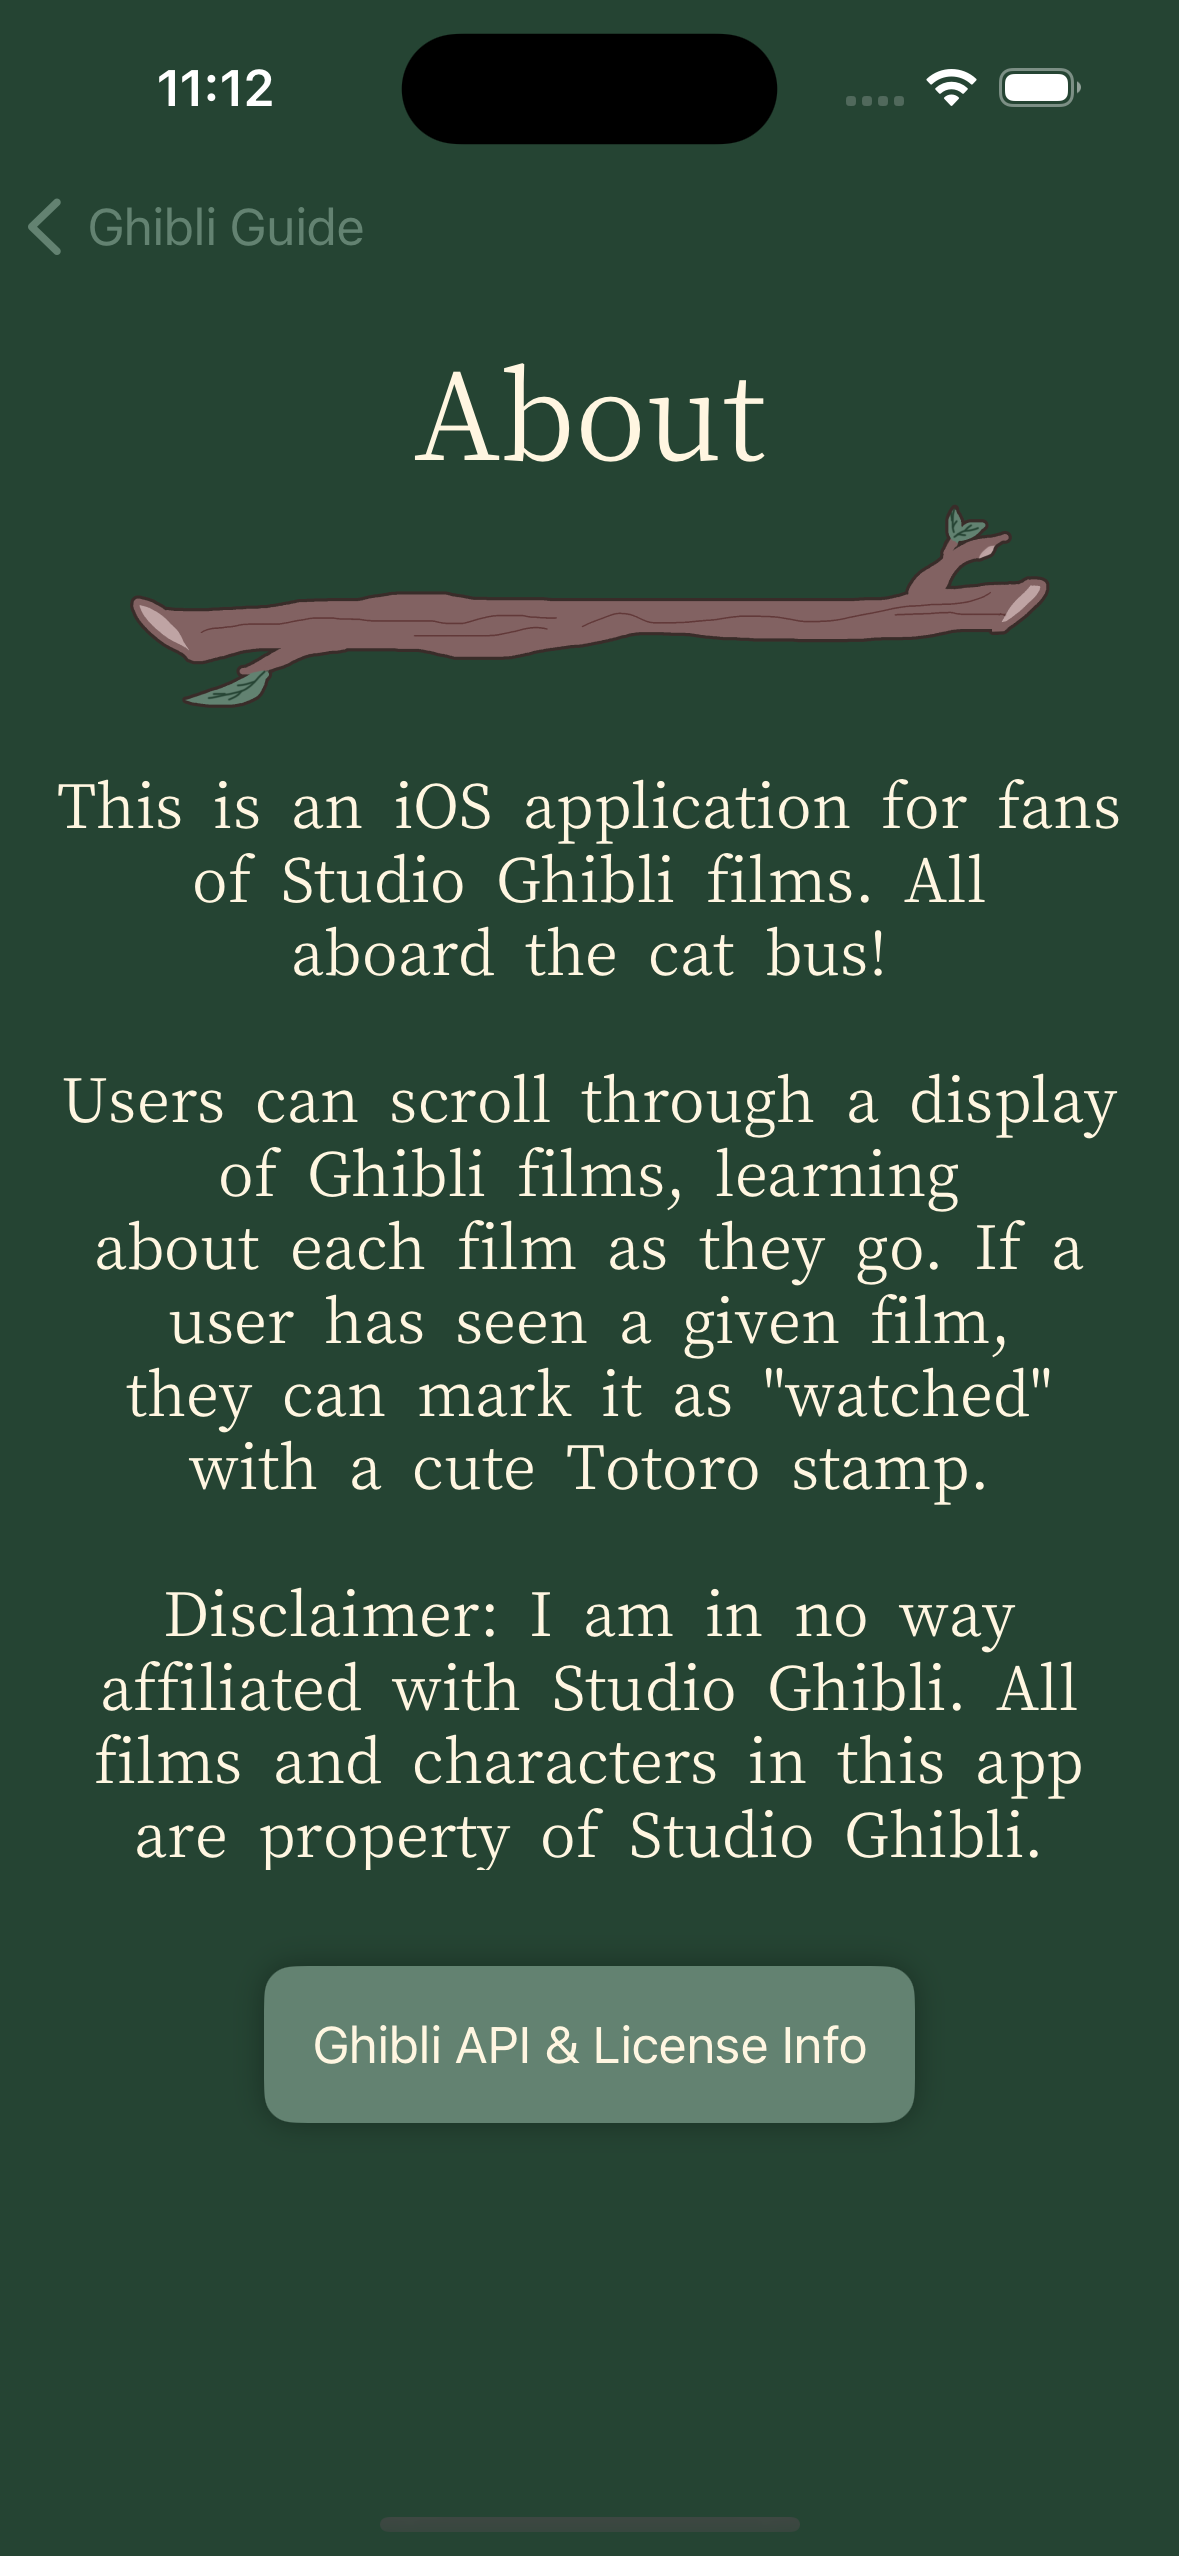 11:12
Ghibli Guide
About
This is an iOS application for fans
of Studio Ghibli films. All
aboard the cat bus!
Users can scroll through a display
of Ghibli films, learning
about each film as they go. If a
user has seen a given film,
they can mark it as "watched"
with a cute Totoro stamp.
Disclaimer: I am in no way
affiliated with Studio Ghibli. All
films and characters in this app
are property of Studio Ghibli.
Ghibli API & License Info